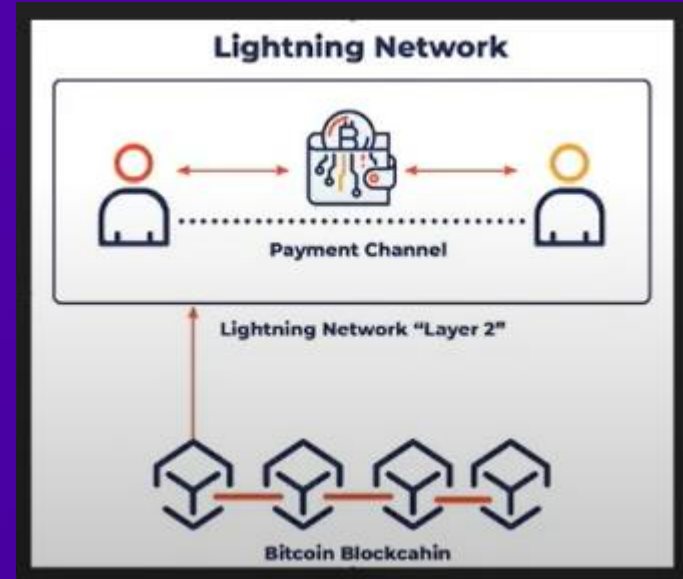 Lightning Network
Payment Channel
Lightning Network “Layer 2”
Bitcoin Blockcahin